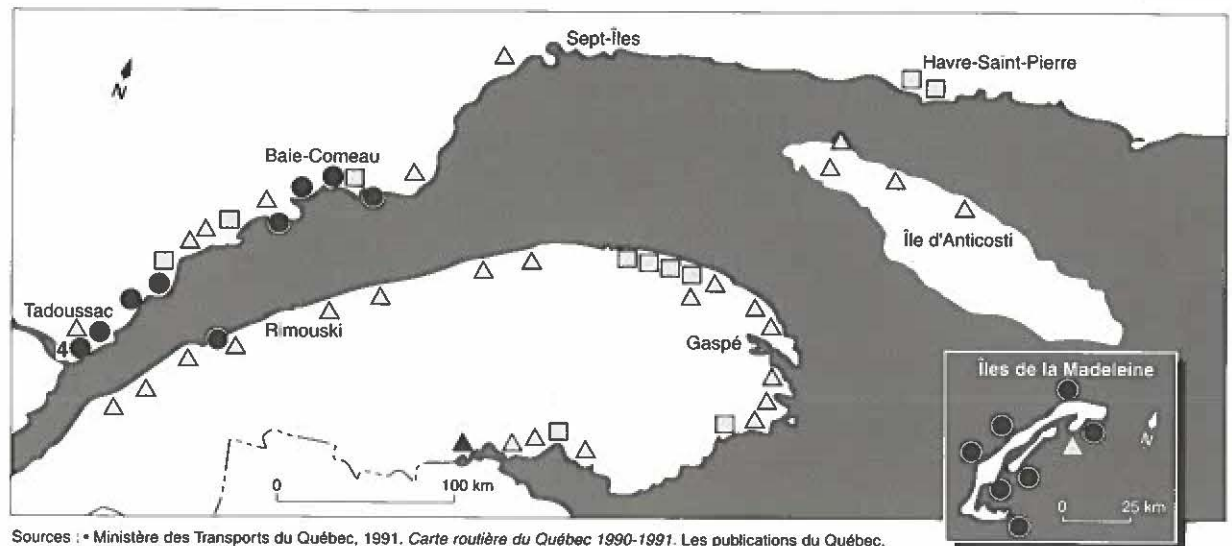 Sept-Îles
Havre-Saint-Pierre
N
Baie-Comeau
Île d'Anticosti
Tadoussac
4
Rimouski
Gaspé
Îles de la Madeleine
N
0 100 km
0 25 km
Sources : • Ministère des Transports du Québec, 1991. Carte routière du Québec 1990-1991. Les publications du Québec.